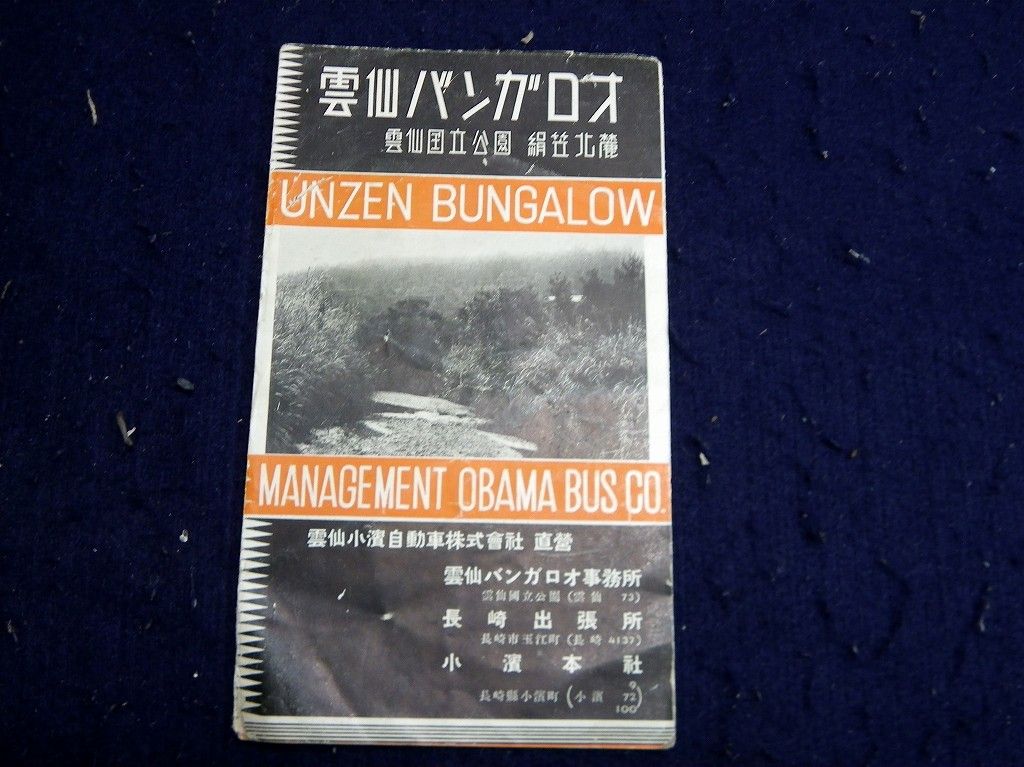 雲仙バンガロオ
雲仙国立公園 絹笠北麓
UNZEN BUNGALOW
MANAGEMENT OBAMA BUS CO.
雲仙小濱自動車株式會社 直營
雲仙バンガロオ事務所
雲仙國立公園(雲仙 73)
長崎出張所
長崎市玉江町(長崎 4137)
小濱本社
長崎縣小濱町(小濱 9 72 100)